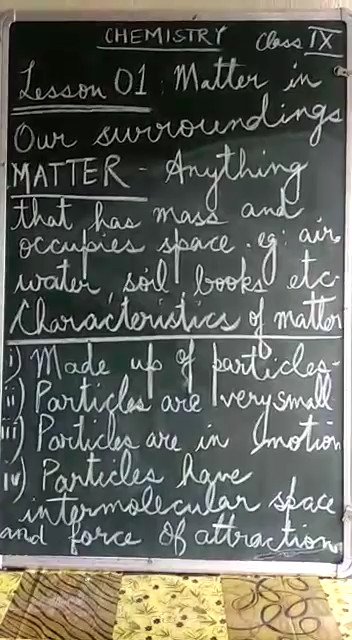 CHEMISTRY Class IX
Lesson 01 : Matter in
Our surroundings
MATTER - Anything
that has mass and
occupies space. eg: air,
water, soil, books etc.
Characteristics of matter
i) Made up of particles-
ii) Particles are very small
iii) Particles are in motion
iv) Particles have
intermolecular space
and force of attraction